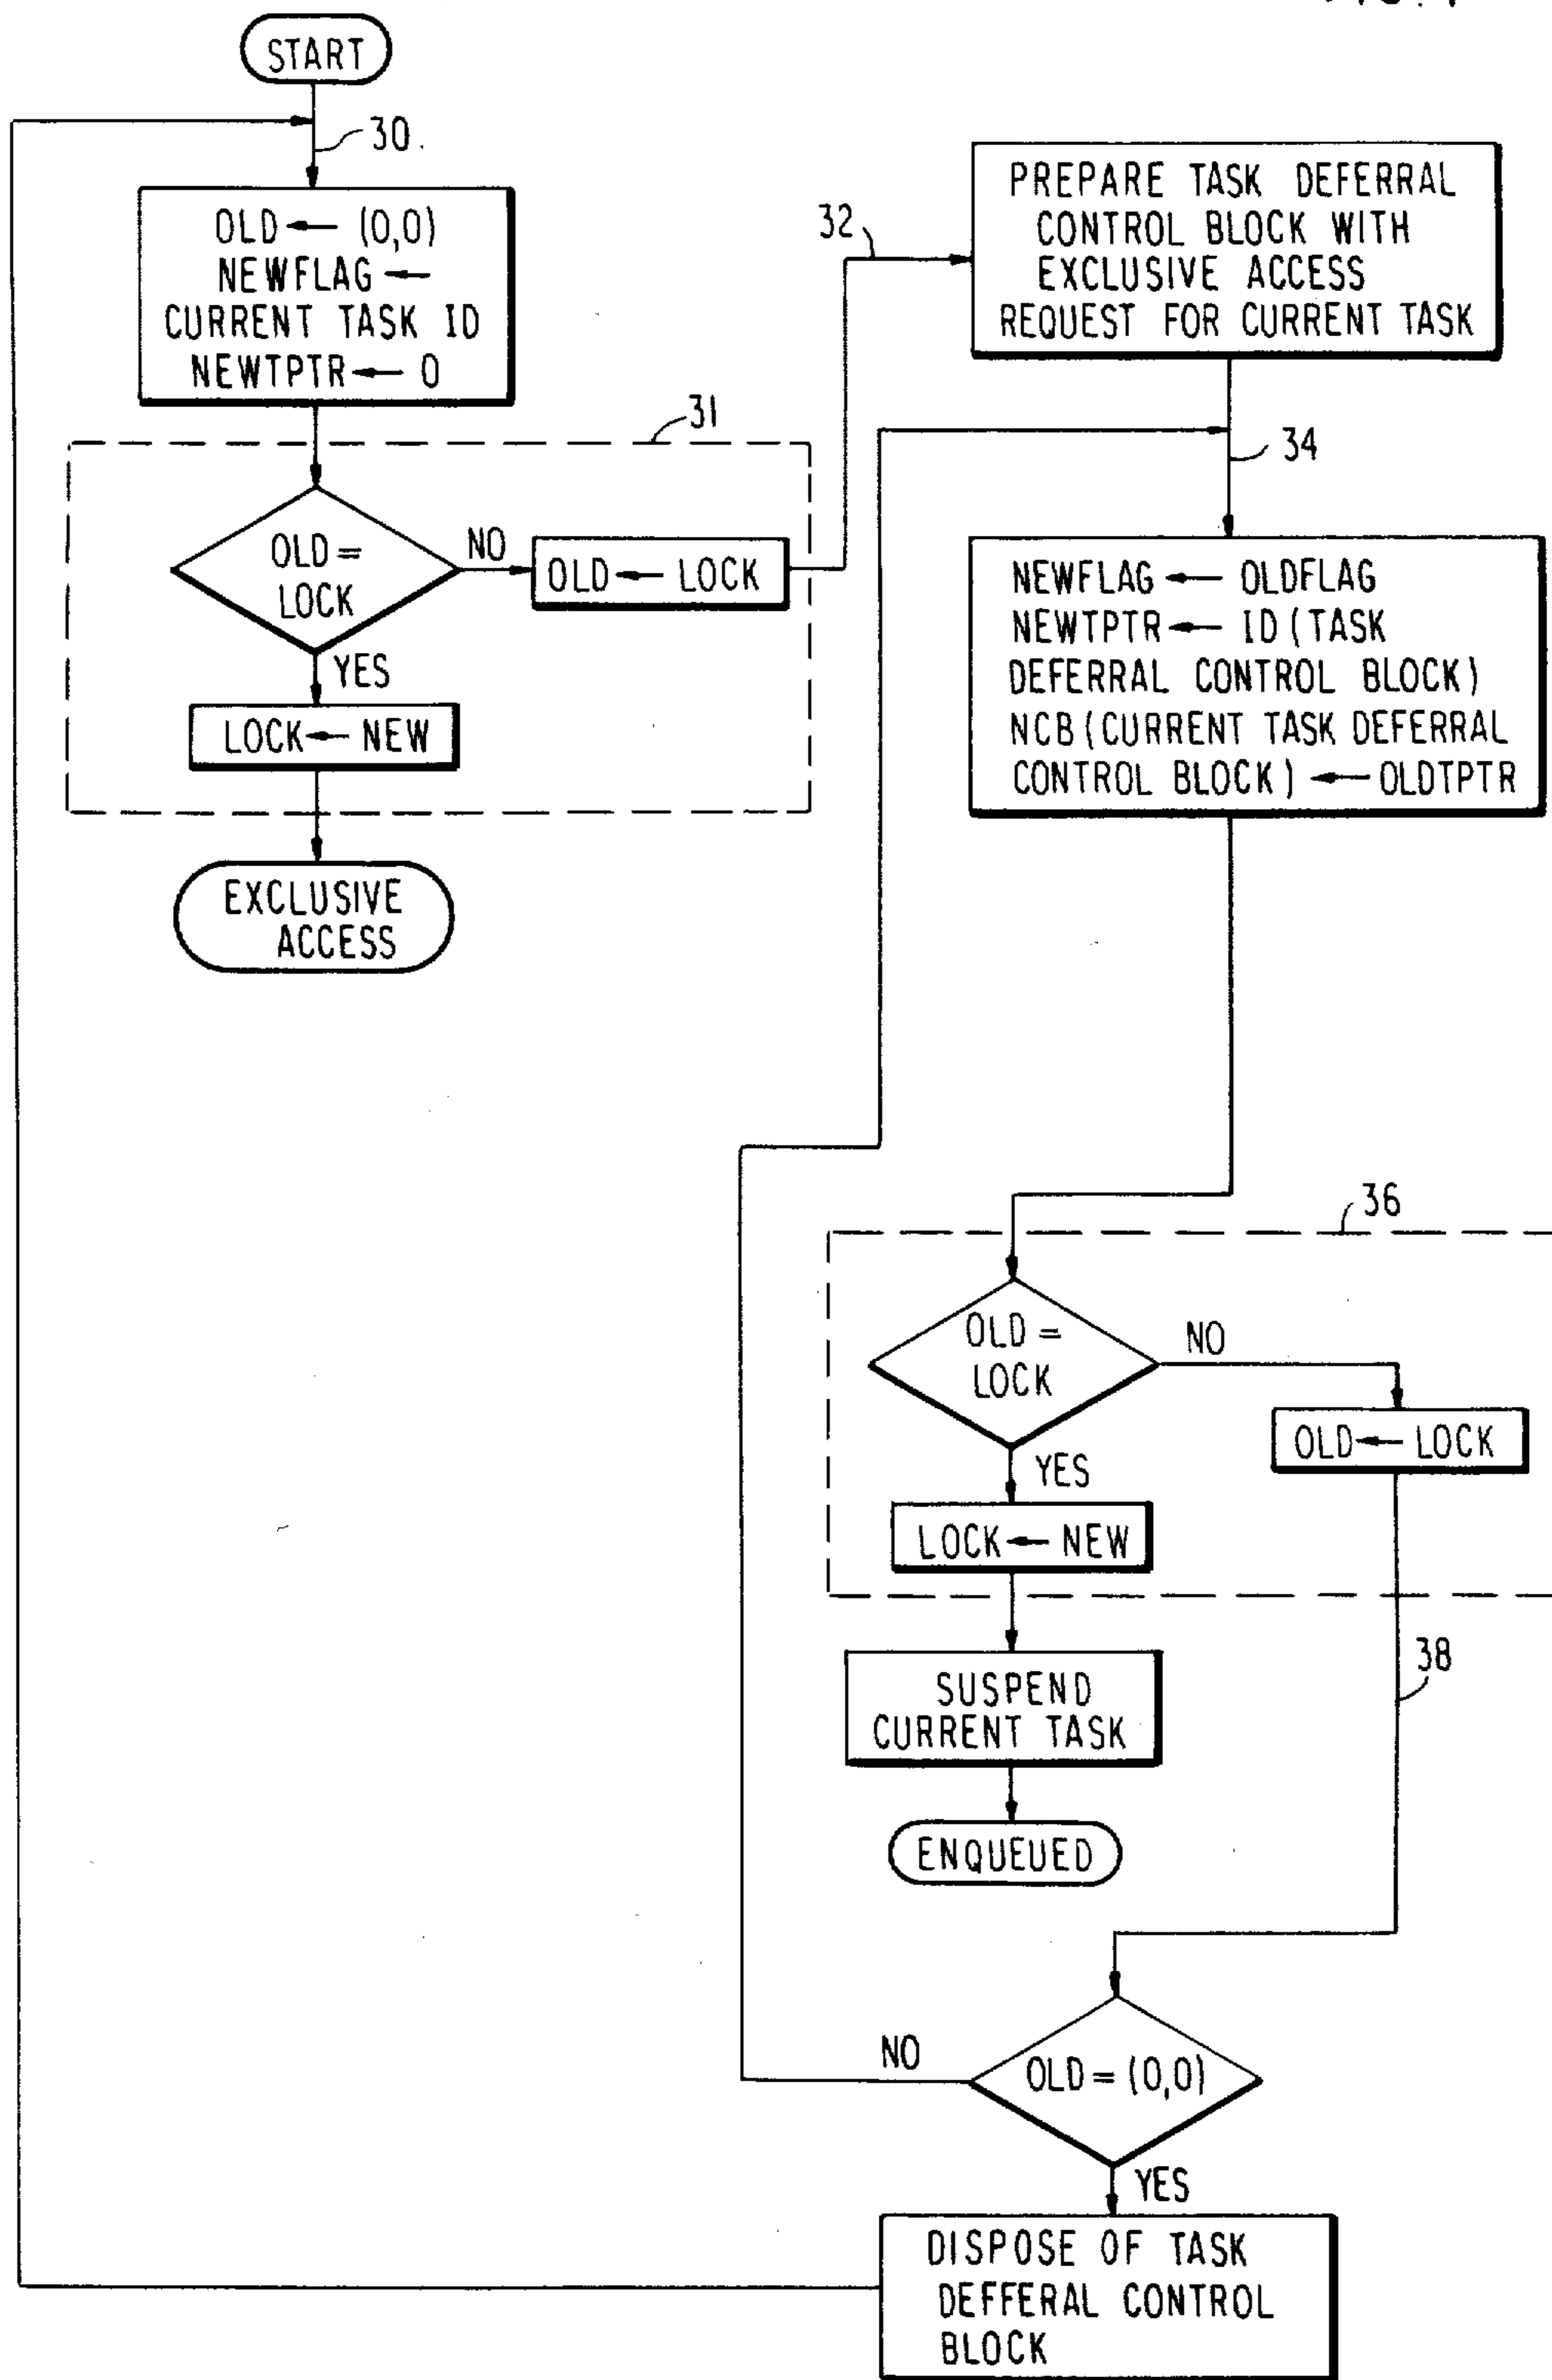 START
30
OLD ← (0,0)
NEWFLAG ←
CURRENT TASK ID
NEWTPTR ← 0
31
OLD =
LOCK
NO
OLD ← LOCK
YES
LOCK ← NEW
EXCLUSIVE
ACCESS
32
PREPARE TASK DEFERRAL
CONTROL BLOCK WITH
EXCLUSIVE ACCESS
REQUEST FOR CURRENT TASK
34
NEWFLAG ← OLDFLAG
NEWTPTR ← ID (TASK
DEFERRAL CONTROL BLOCK)
NCB (CURRENT TASK DEFERRAL
CONTROL BLOCK) ← OLDTPTR
36
OLD =
LOCK
NO
OLD ← LOCK
YES
LOCK ← NEW
38
SUSPEND
CURRENT TASK
ENQUEUED
NO
OLD = (0,0)
YES
DISPOSE OF TASK
DEFFERAL CONTROL
BLOCK